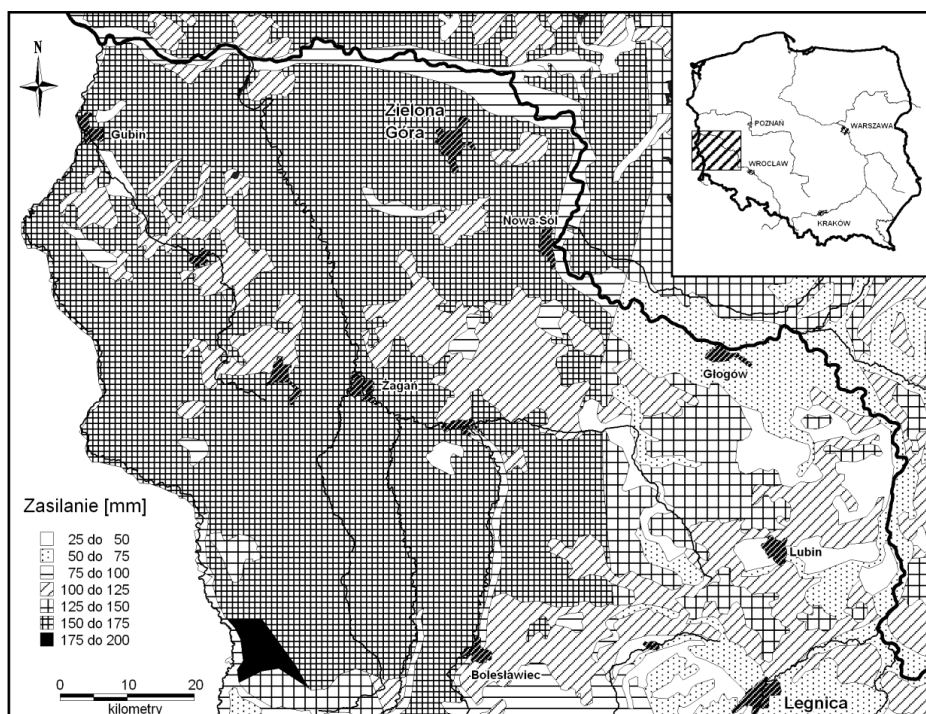 N
Gubin
Zielona
Góra
Nowa Sól
Żagań
Głogow
Lubin
Bolesławiec
Legnica
POZNAŃ
WARSZAWA
WROCŁAW
KRAKÓW
Zasilanie [mm]
25 do 50
50 do 75
75 do 100
100 do 125
125 do 150
150 do 175
175 do 200
0 10 20
kilometry